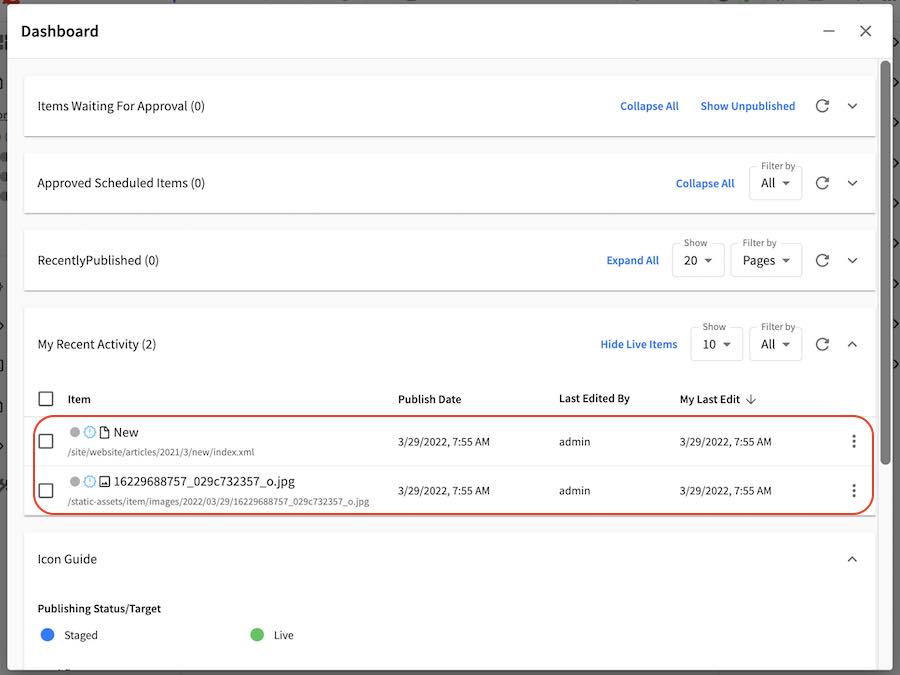 Dashboard
Items Waiting For Approval (0)
Collapse All
Show Unpublished
Approved Scheduled Items (0)
Collapse All
Filter by
All
RecentlyPublished (0)
Expand All
Show
20
Filter by
Pages
My Recent Activity (2)
Hide Live Items
Show
10
Filter by
All
Item
Publish Date
Last Edited By
My Last Edit
New
/site/website/articles/2021/3/new/index.xml
3/29/2022, 7:55 AM
admin
3/29/2022, 7:55 AM
16229688757_029c732357_o.jpg
/static-assets/item/images/2022/03/29/16229688757_029c732357_o.jpg
3/29/2022, 7:55 AM
admin
3/29/2022, 7:55 AM
Icon Guide
Publishing Status/Target
Staged
Live